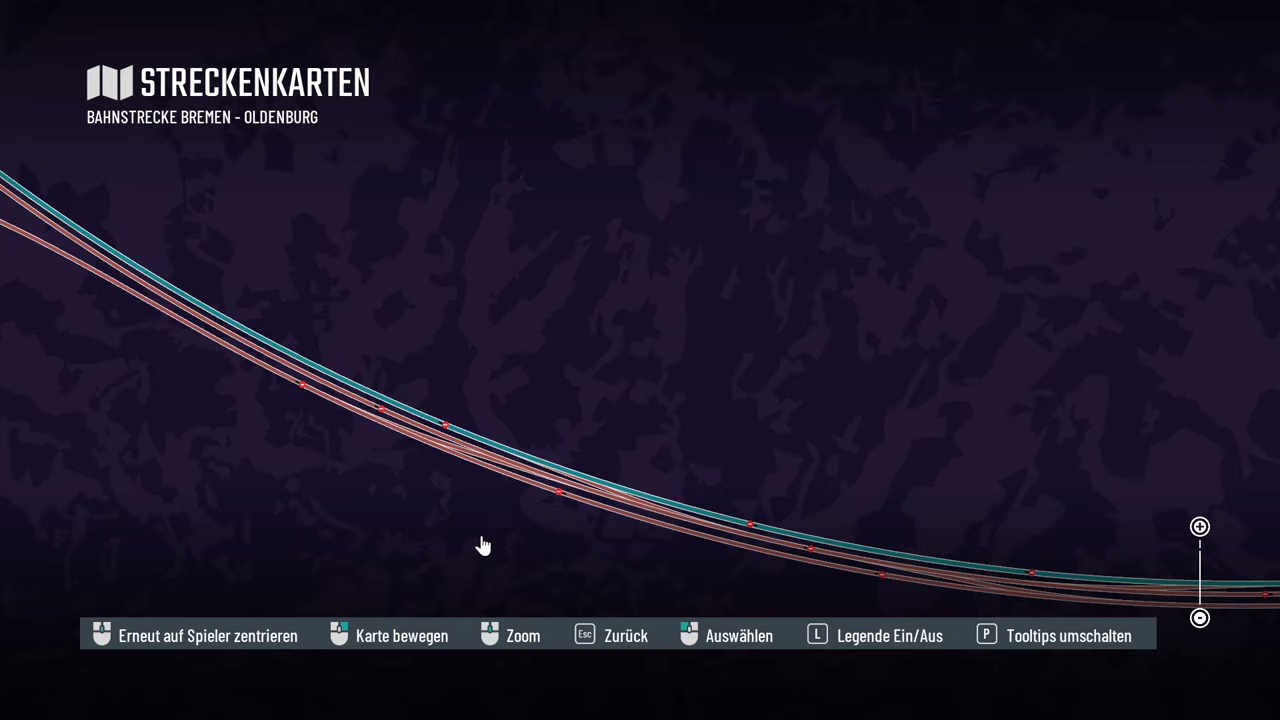 STRECKENKARTEN
BAHNSTRECKE BREMEN - OLDENBURG
Erneut auf Spieler zentrieren Karte bewegen Zoom Esc Zurück Auswählen L Legende Ein/Aus P Tooltips umschalten